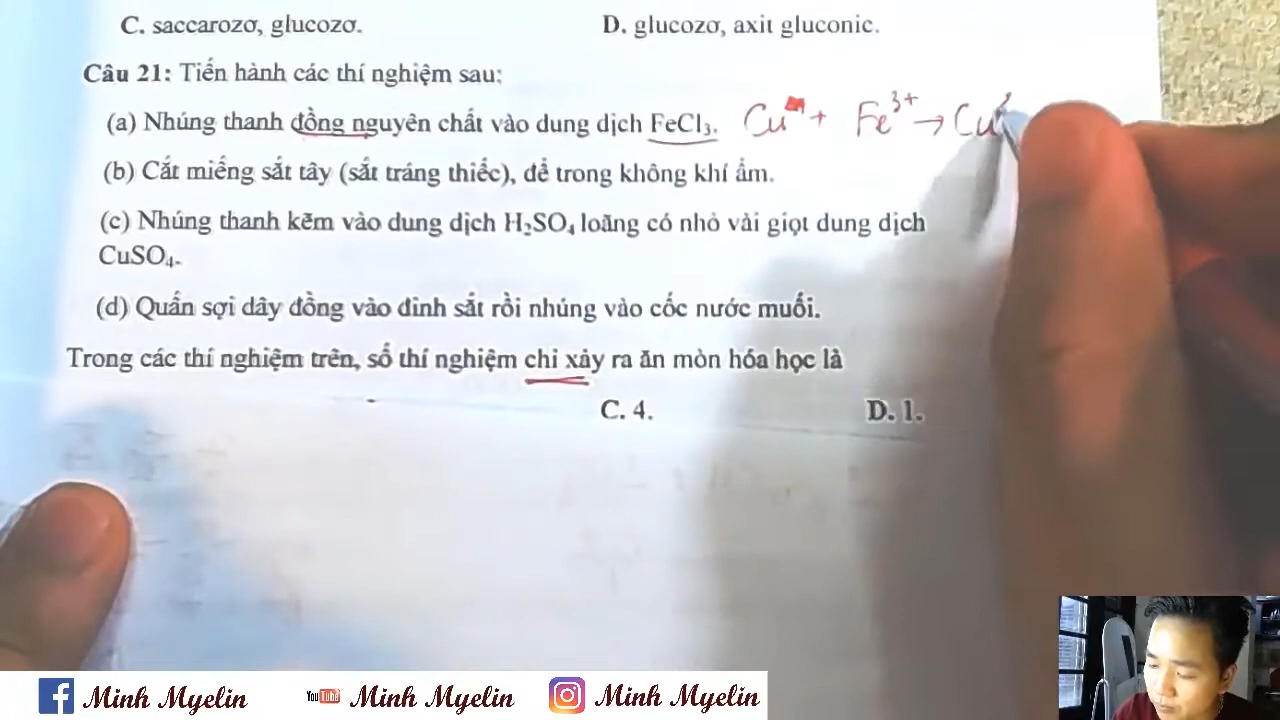 C. saccarozơ, glucozơ. D. glucozơ, axit gluconic.
Câu 21: Tiến hành các thí nghiệm sau:
(a) Nhúng thanh đồng nguyên chất vào dung dịch FeCl₃. Cu + Fe³⁺ → Cu
(b) Cắt miếng sắt tây (sắt tráng thiếc), để trong không khí ẩm.
(c) Nhúng thanh kẽm vào dung dịch H₂SO₄ loãng có nhỏ vài giọt dung dịch
CuSO₄.
(d) Quấn sợi dây đồng vào đinh sắt rồi nhúng vào cốc nước muối.
Trong các thí nghiệm trên, số thí nghiệm chỉ xảy ra ăn mòn hóa học là
C. 4. D. 1.
Minh Myelin YouTube Minh Myelin Minh Myelin